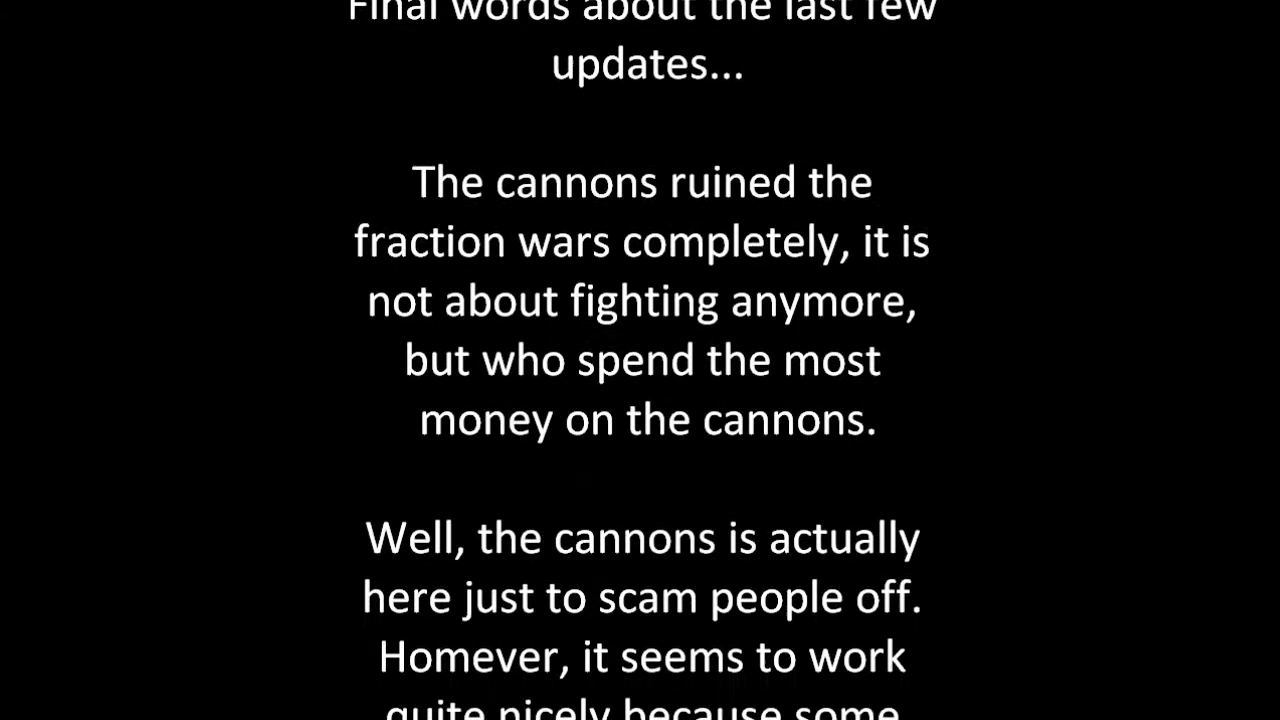 Final words about the last few
updates...
The cannons ruined the
fraction wars completely, it is
not about fighting anymore,
but who spend the most
money on the cannons.
Well, the cannons is actually
here just to scam people off.
Homever, it seems to work
quite nicely because some